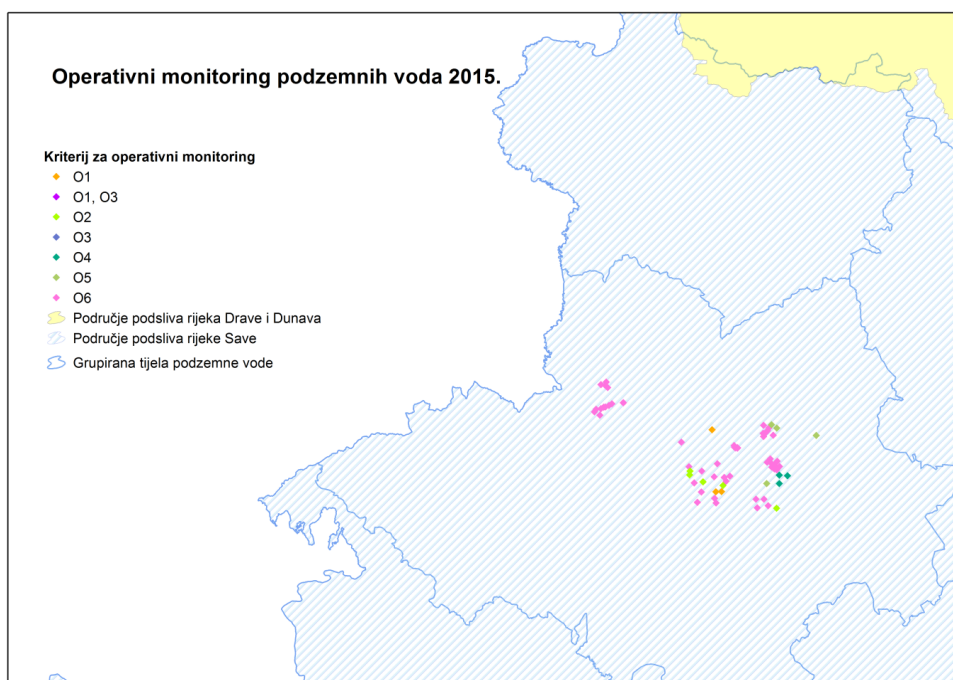 Operativni monitoring podzemnih voda 2015.
Kriterij za operativni monitoring
O1
O1, O3
O2
O3
O4
O5
O6
Područje podsliva rijeka Drave i Dunava
Područje podsliva rijeke Save
Grupirana tijela podzemne vode